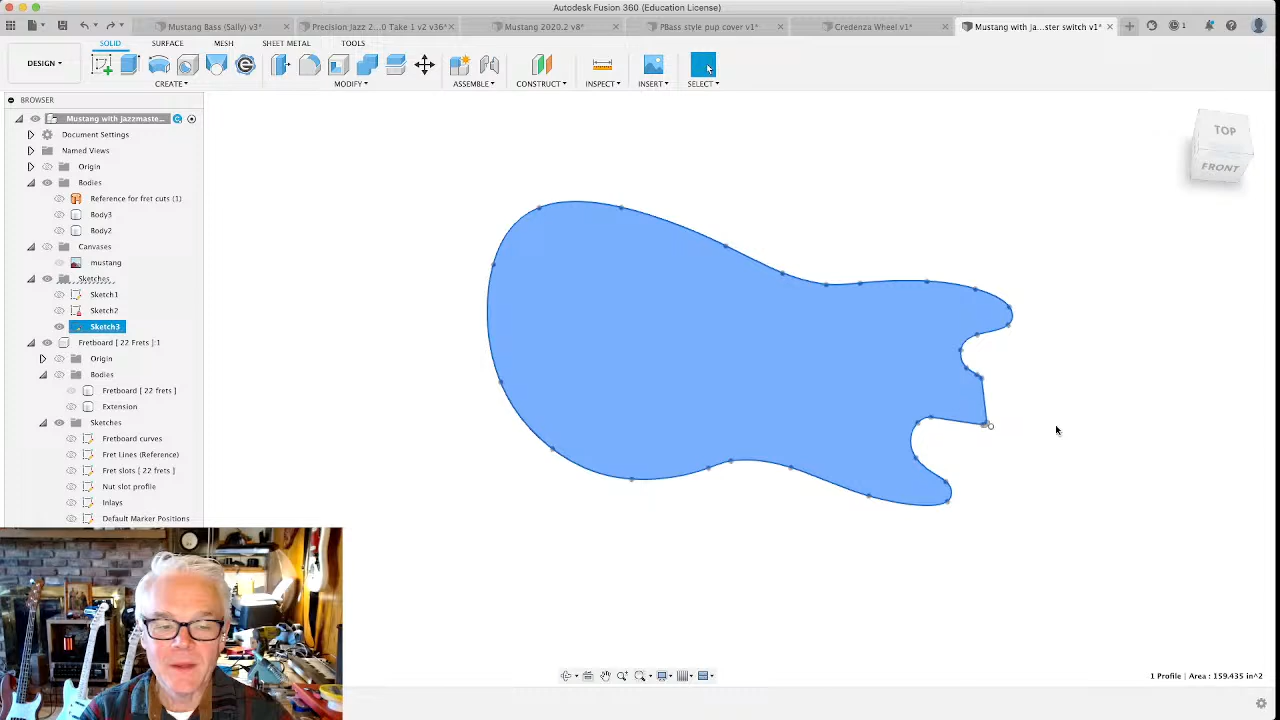 Autodesk Fusion 360 (Education License)
Mustang Bass (Sally) v3*
Precision Jazz 2...0 Take 1 v2 v36*
Mustang 2020.2 v8*
PBass style pup cover v1*
Credenza Wheel v1*
Mustang with Ja...ster switch v1*
1
SOLID
SURFACE
MESH
SHEET METAL
TOOLS
DESIGN
CREATE
MODIFY
ASSEMBLE
CONSTRUCT
INSPECT
INSERT
SELECT
BROWSER
Mustang with Jazzmaste...
Document Settings
Named Views
Origin
Bodies
Reference for fret cuts (1)
Body3
Body2
Canvases
mustang
Sketches
Sketch1
Sketch2
Sketch3
Fretboard [ 22 Frets ]:1
Origin
Bodies
Fretboard [ 22 frets ]
Extension
Sketches
Fretboard curves
Fret Lines (Reference)
Fret slots [ 22 frets ]
Nut slot profile
Inlays
Default Marker Positions
TOP
FRONT
1 Profile | Area : 159.435 in^2